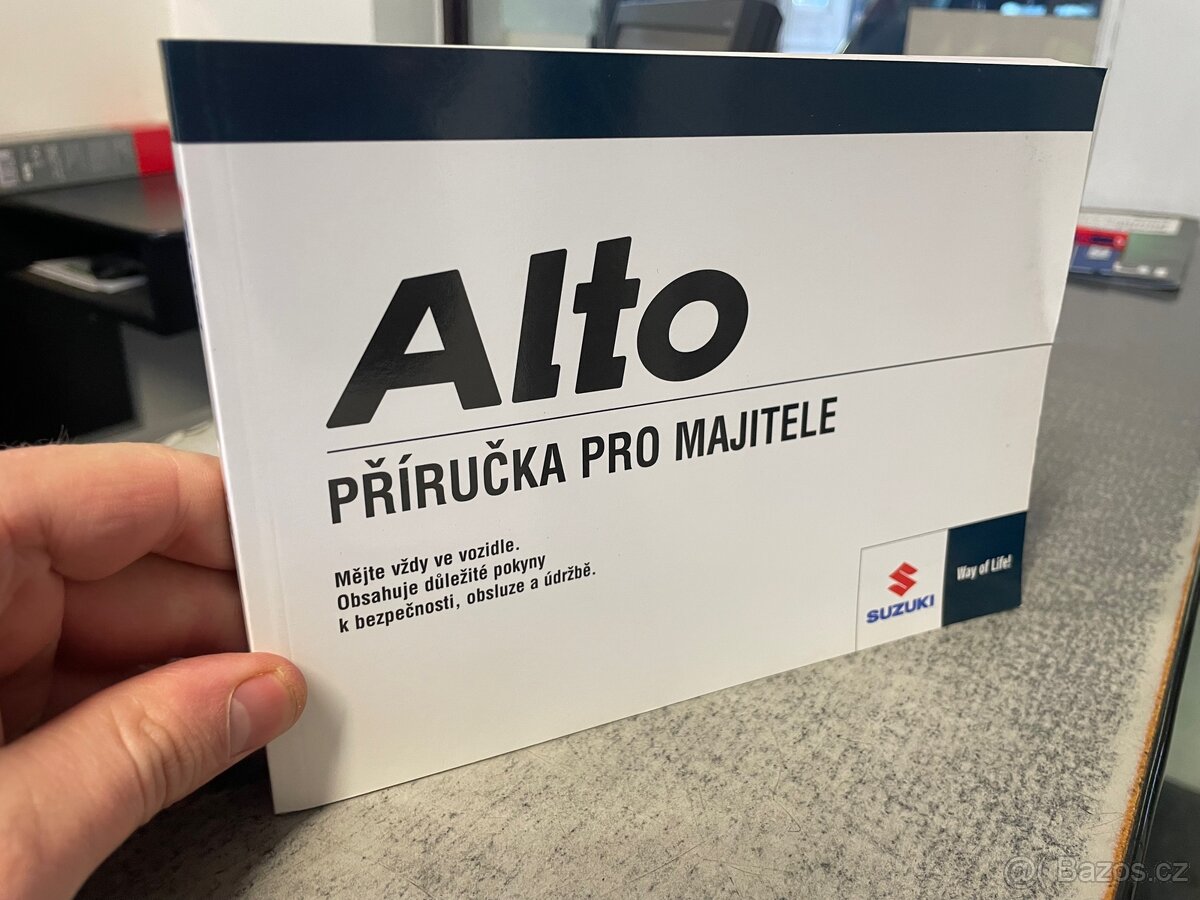 Alto
PŘÍRUČKA PRO MAJITELE
Mějte vždy ve vozidle.
Obsahuje důležité pokyny
k bezpečnosti, obsluze a údržbě.
SUZUKI
Way of Life!
Bazos.cz